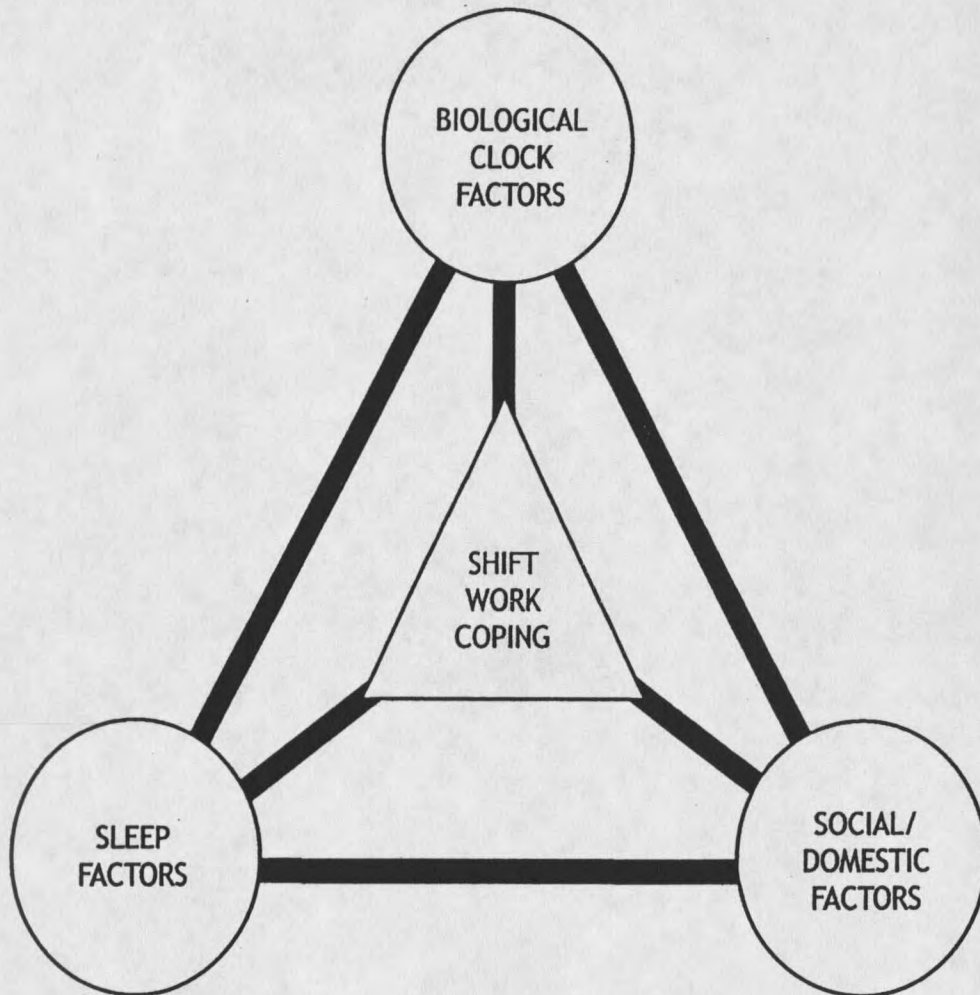 BIOLOGICAL
CLOCK
FACTORS
SHIFT
WORK
COPING
SLEEP
FACTORS
SOCIAL/
DOMESTIC
FACTORS